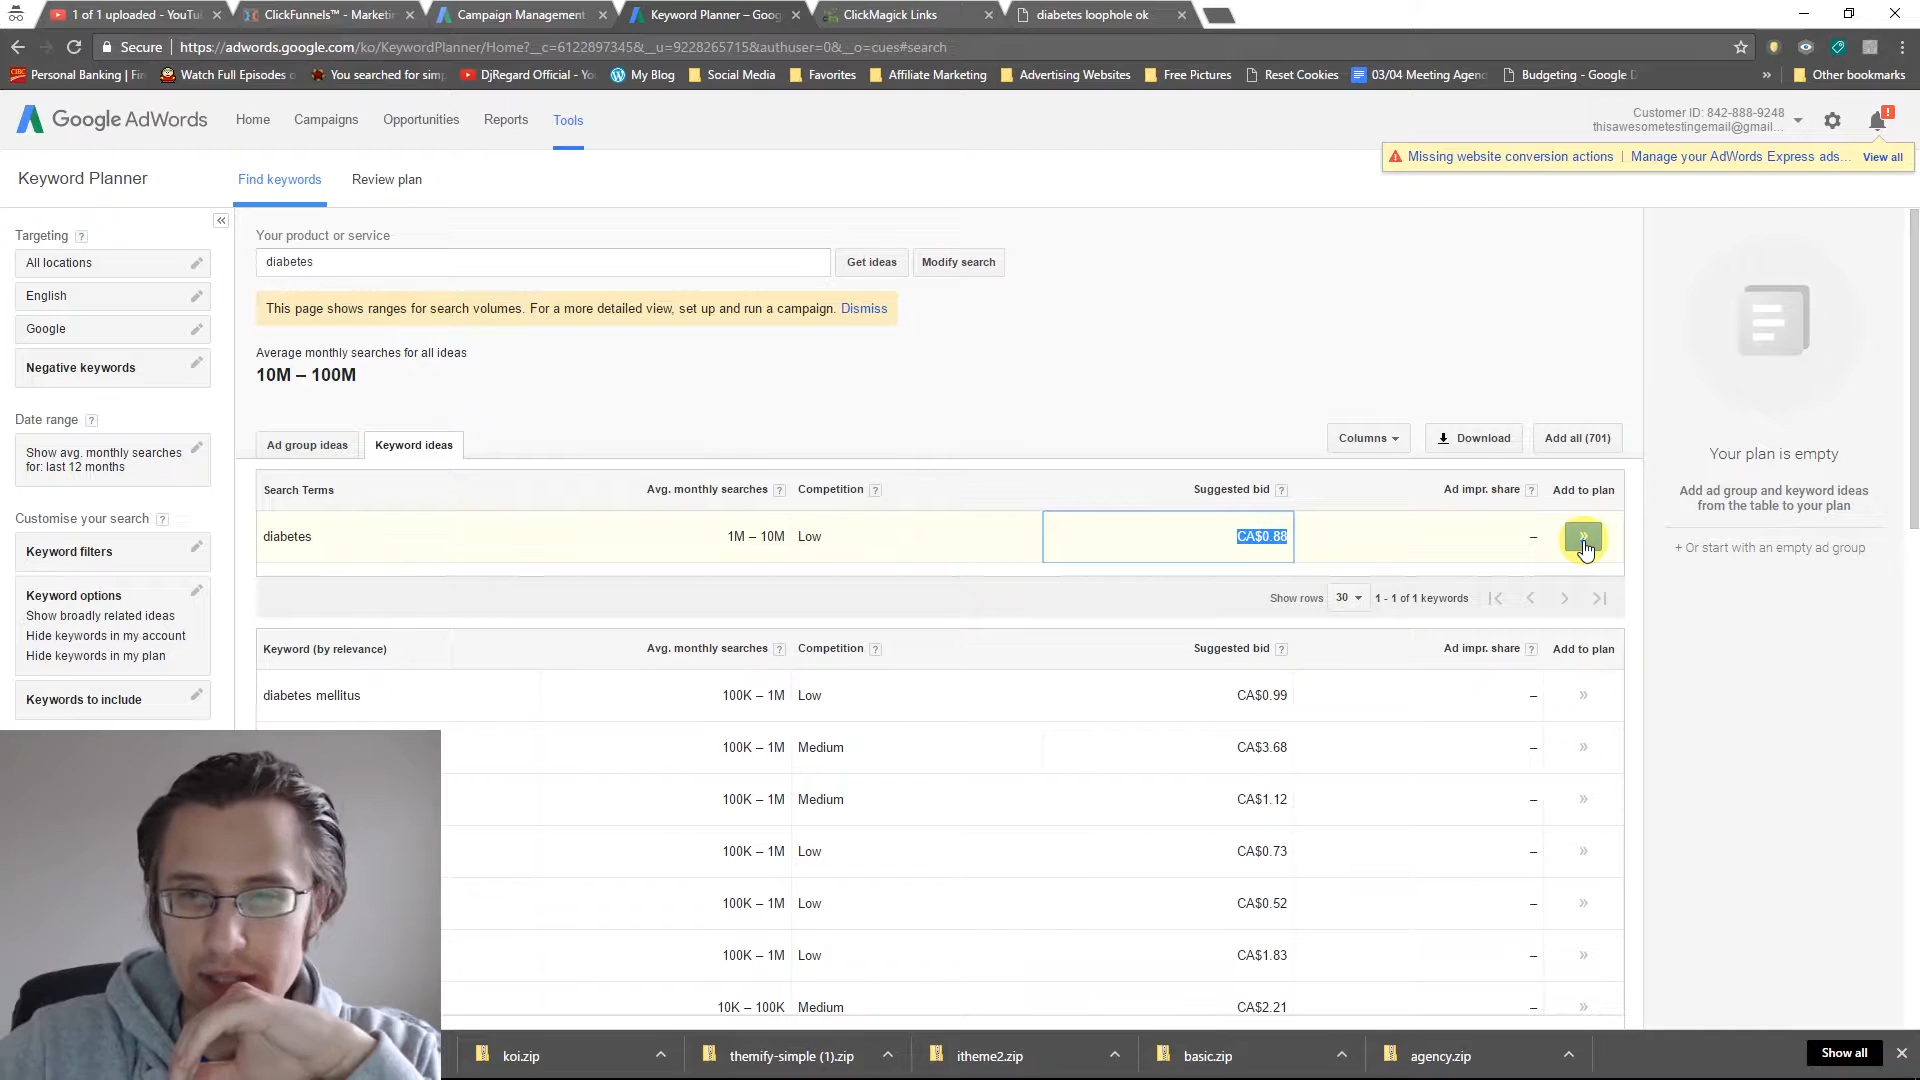 1 of 1 uploaded - YouTu
ClickFunnels™ - Marketin
Campaign Management
Keyword Planner – Goog
ClickMagick Links
diabetes loophole ok
Secure
https://adwords.google.com/ko/KeywordPlanner/Home?__c=6122897345&__u=9228265715&authuser=0&__o=cues#search
Personal Banking | Fin
Watch Full Episodes o
You searched for simp
DjRegard Official - Yo
My Blog
Social Media
Favorites
Affiliate Marketing
Advertising Websites
Free Pictures
Reset Cookies
03/04 Meeting Agend
Budgeting - Google D
Other bookmarks
Google AdWords
Home
Campaigns
Opportunities
Reports
Tools
Customer ID: 842-888-9248
thisawesometestingemail@gmail....
Missing website conversion actions | Manage your AdWords Express ads... View all
Keyword Planner
Find keywords
Review plan
Targeting ?
All locations
English
Google
Negative keywords
Date range ?
Show avg. monthly searches
for: last 12 months
Customise your search ?
Keyword filters
Keyword options
Show broadly related ideas
Hide keywords in my account
Hide keywords in my plan
Keywords to include
Your product or service
diabetes
Get ideas
Modify search
This page shows ranges for search volumes. For a more detailed view, set up and run a campaign. Dismiss
Average monthly searches for all ideas
10M – 100M
Ad group ideas
Keyword ideas
Columns
Download
Add all (701)
Search Terms Avg. monthly searches ? Competition ? Suggested bid ? Ad impr. share ? Add to plan
diabetes 1M – 10M Low CA$0.88 – »
Show rows 30 1 - 1 of 1 keywords
Keyword (by relevance) Avg. monthly searches ? Competition ? Suggested bid ? Ad impr. share ? Add to plan
diabetes mellitus 100K – 1M Low CA$0.99 – »
100K – 1M Medium CA$3.68 – »
100K – 1M Medium CA$1.12 – »
100K – 1M Low CA$0.73 – »
100K – 1M Low CA$0.52 – »
100K – 1M Low CA$1.83 – »
10K – 100K Medium CA$2.21 – »
Your plan is empty
Add ad group and keyword ideas
from the table to your plan
+ Or start with an empty ad group
koi.zip
themify-simple (1).zip
itheme2.zip
basic.zip
agency.zip
Show all